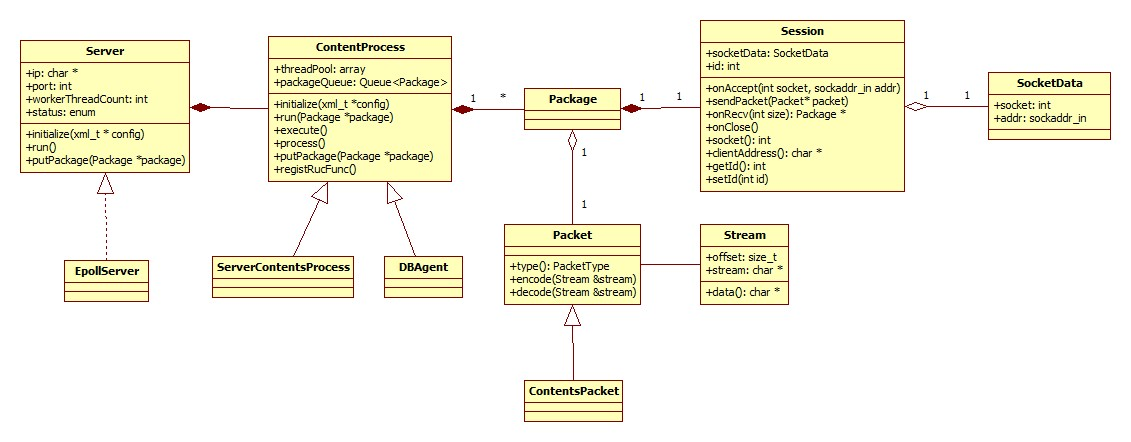 Server
+ip: char *
+port: int
+workerThreadCount: int
+status: enum
+initialize(xml_t * config)
+run()
+putPackage(Package *package)
ContentProcess
+threadPool: array
+packageQueue: Queue<Package>
+initialize(xml_t *config)
+run(Package *package)
+execute()
+process()
+putPackage(Package *package)
+registRucFunc()
1
*
Package
1
1
Session
+socketData: SocketData
+id: int
+onAccept(int socket, sockaddr_in addr)
+sendPacket(Packet* packet)
+onRecv(int size): Package *
+onClose()
+socket(): int
+clientAddress(): char *
+getId(): int
+setId(int id)
1
1
SocketData
+socket: int
+addr: sockaddr_in
1
1
EpollServer
ServerContentsProcess
DBAgent
Packet
+type(): PacketType
+encode(Stream &stream)
+decode(Stream &stream)
Stream
+offset: size_t
+stream: char *
+data(): char *
ContentsPacket